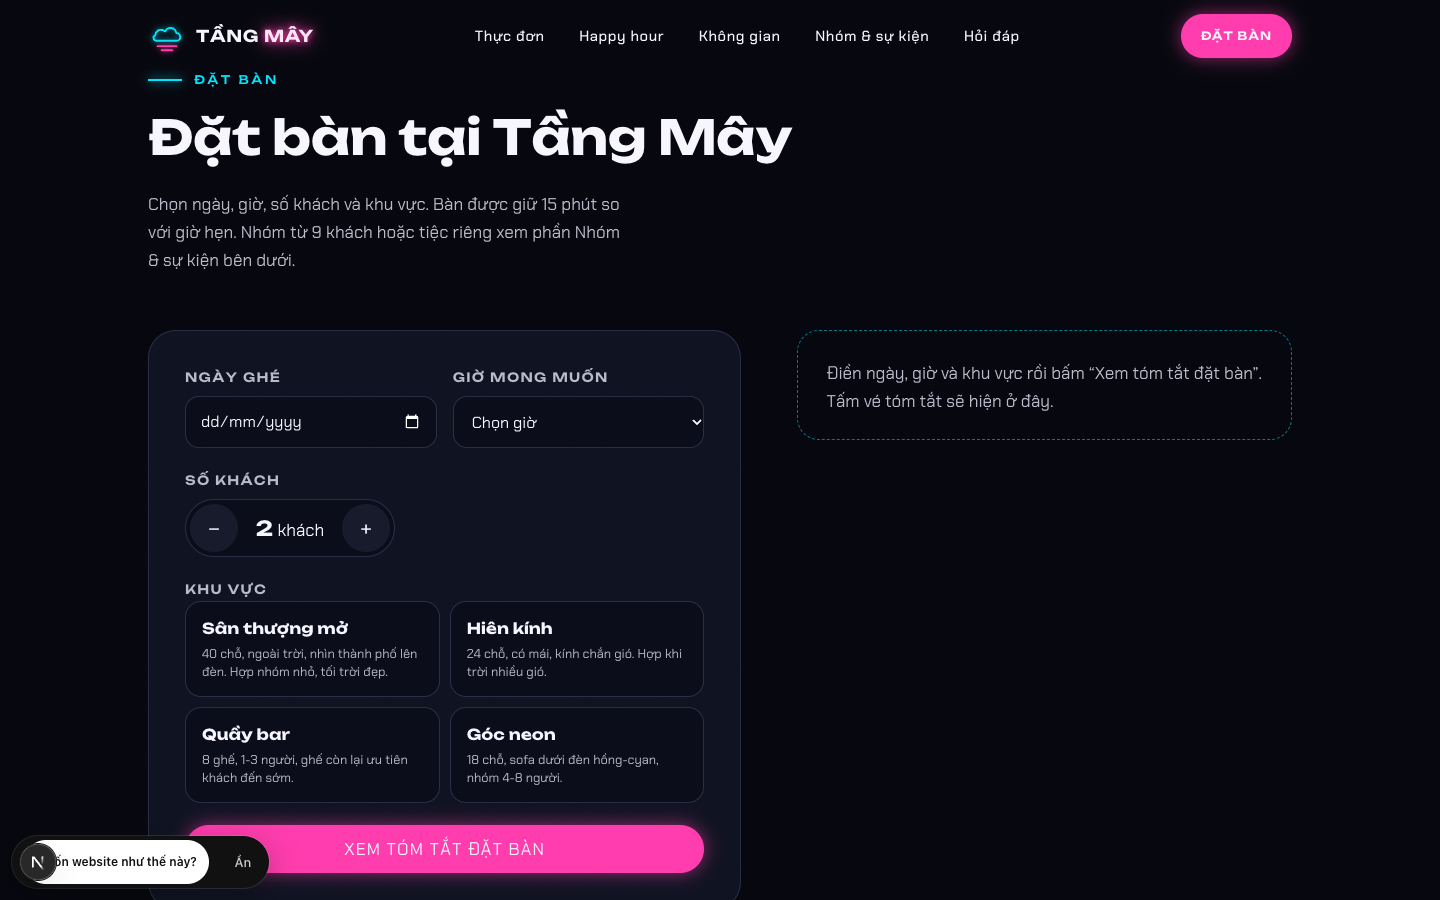 TẦNG MÂY
Thực đơn
Happy hour
Không gian
Nhóm & sự kiện
Hỏi đáp
ĐẶT BÀN
ĐẶT BÀN
Đặt bàn tại Tầng Mây
Chọn ngày, giờ, số khách và khu vực. Bàn được giữ 15 phút so
với giờ hẹn. Nhóm từ 9 khách hoặc tiệc riêng xem phần Nhóm
& sự kiện bên dưới.
NGÀY GHÉ
GIỜ MONG MUỐN
dd/mm/yyyy
Chọn giờ
SỐ KHÁCH
− 2 khách +
KHU VỰC
Sân thượng mở
40 chỗ, ngoài trời, nhìn thành phố lên
đèn. Hợp nhóm nhỏ, tối trời đẹp.
Hiên kính
24 chỗ, có mái, kính chắn gió. Hợp khi
trời nhiều gió.
Quầy bar
8 ghế, 1-3 người, ghế còn lại ưu tiên
khách đến sớm.
Góc neon
18 chỗ, sofa dưới đèn hồng-cyan,
nhóm 4-8 người.
XEM TÓM TẮT ĐẶT BÀN
Điền ngày, giờ và khu vực rồi bấm “Xem tóm tắt đặt bàn”.
Tấm vé tóm tắt sẽ hiện ở đây.
N
website như thế này?
Ẩn